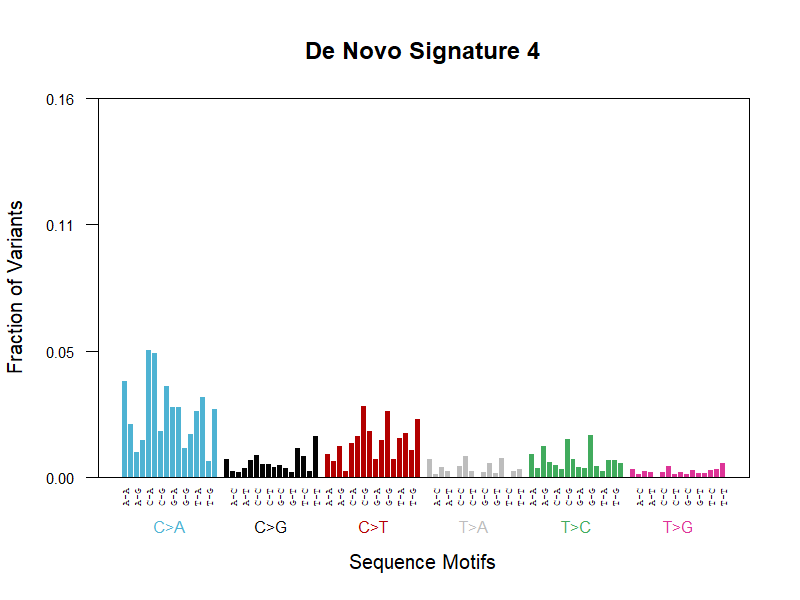 De Novo Signature 4
Fraction of Variants
0.16
0.11
0.05
0.00
A-A A-G C-A C-G G-A G-G T-A T-G A-C A-T C-C C-T G-C G-T T-C T-T A-A A-G C-A C-G G-A G-G T-A T-G A-C A-T C-C C-T G-C G-T T-C T-T A-A A-G C-A C-G G-A G-G T-A T-G A-C A-T C-C C-T G-C G-T T-C T-T
C>A C>G C>T T>A T>C T>G
Sequence Motifs